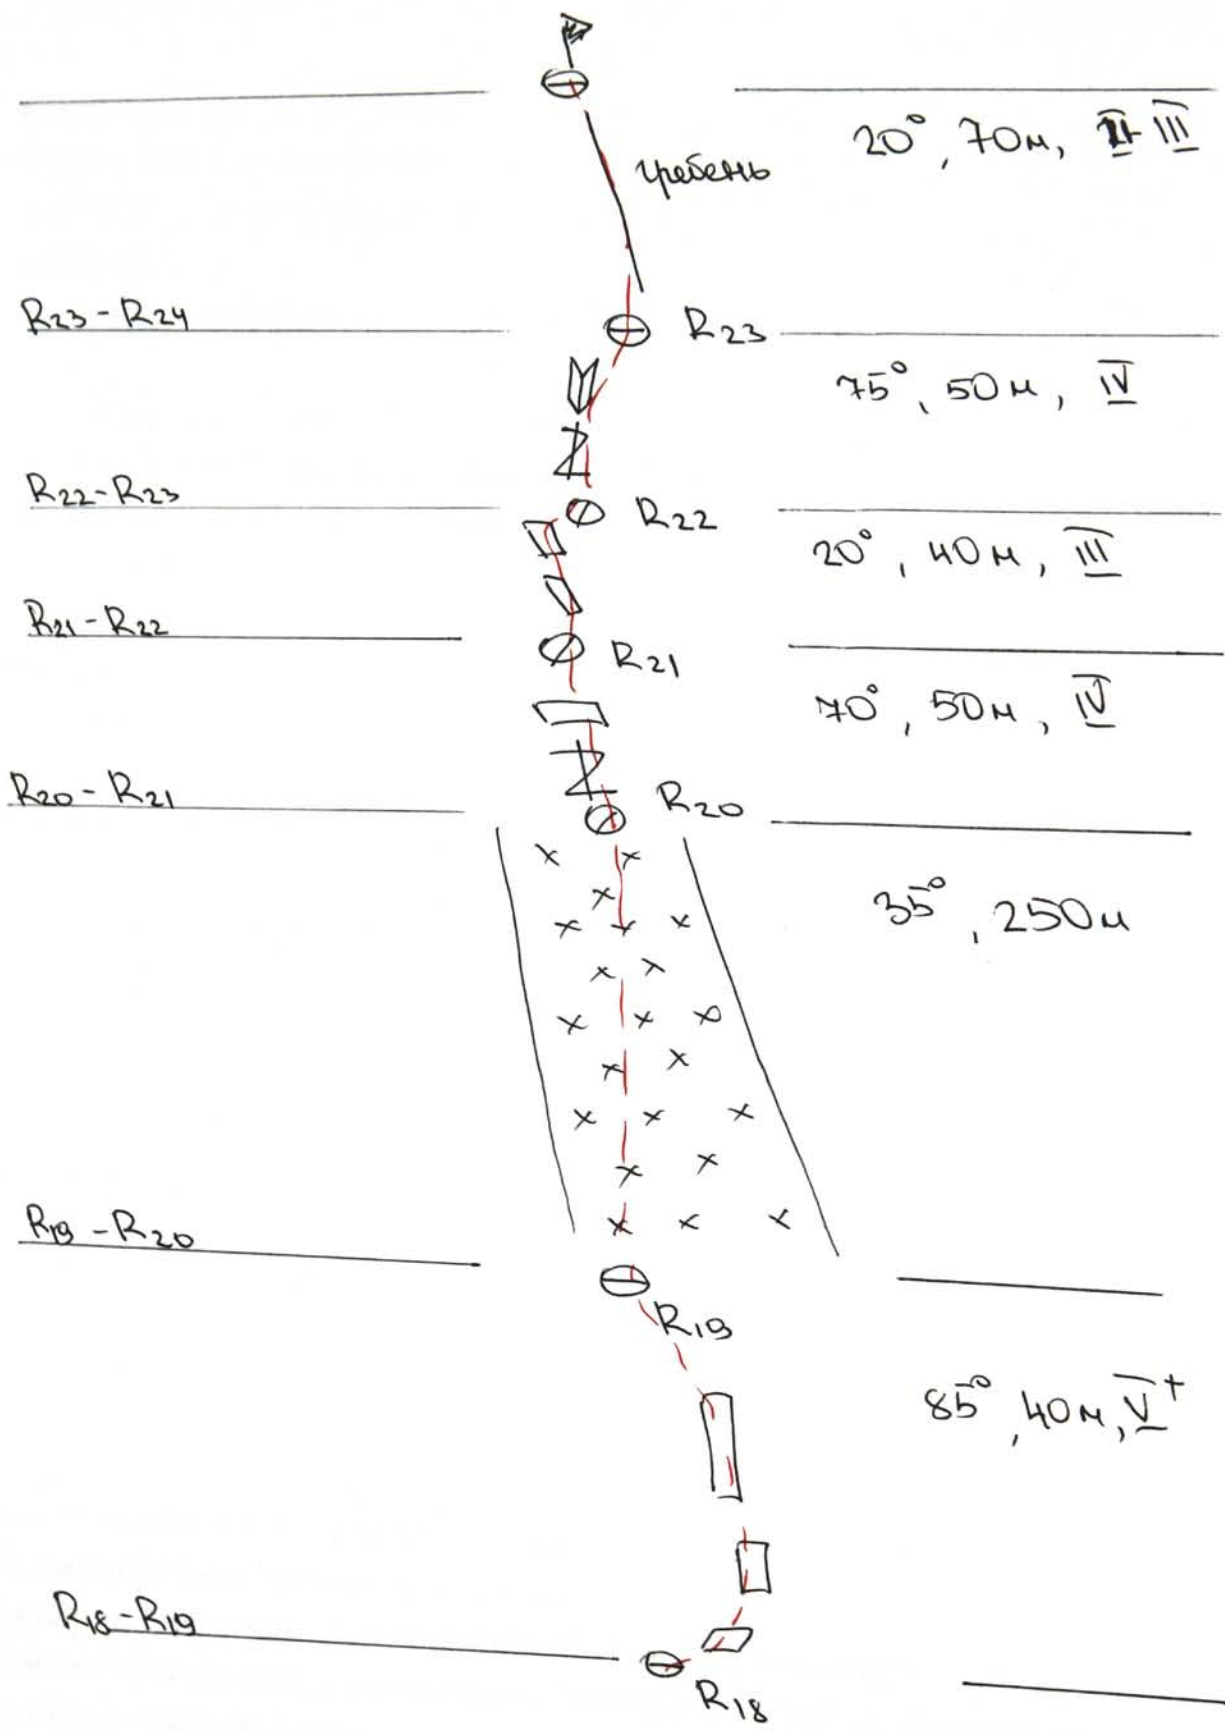 20°, 70м, II-III
гребень
R23-R24
R23
75°, 50м, IV
R22-R23
R22
20°, 40м, III
R21-R22
R21
70°, 50м, IV
R20-R21
R20
35°, 250м
R19-R20
R19
85°, 40м, V+
R18-R19
R18